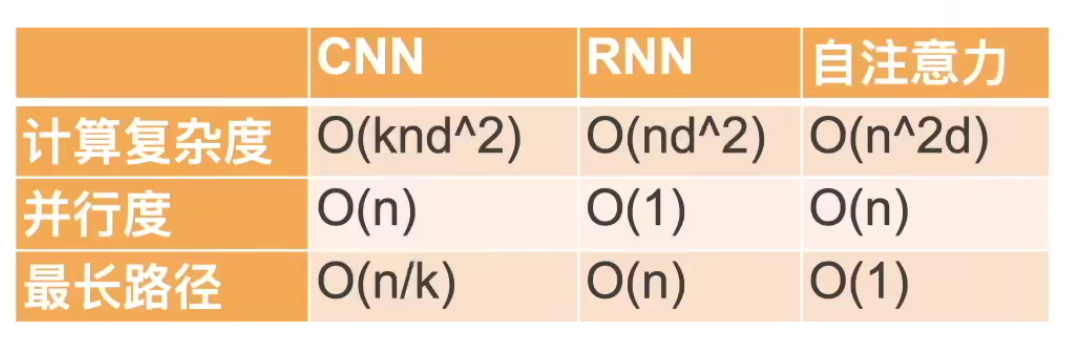 CNN RNN 自注意力
计算复杂度 O(knd^2) O(nd^2) O(n^2d)
并行度 O(n) O(1) O(n)
最长路径 O(n/k) O(n) O(1)